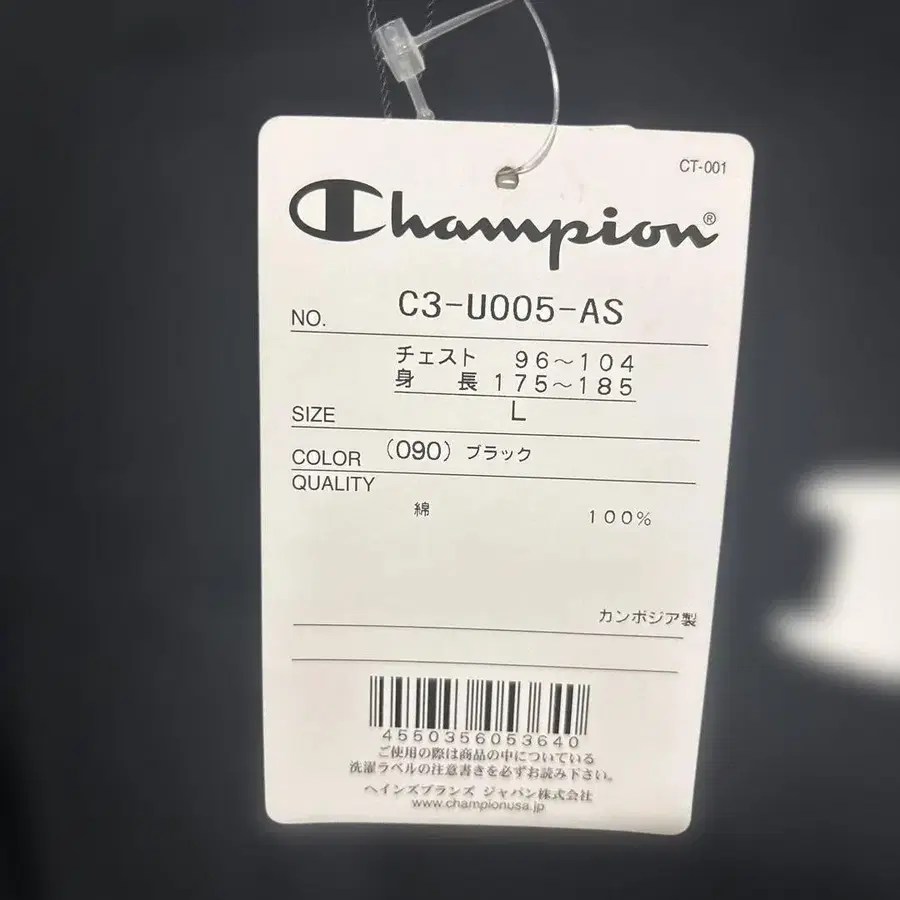 CT-001
Champion®
NO. C3-U005-AS
チェスト 96～104
身長 175～185
SIZE L
COLOR (090) ブラック
QUALITY
綿 100%
カンボジア製
4550356053640
ご使用の際は商品の中についている
洗濯ラベルの注意書きを必ずお読み下さい。
ヘインズブランズ ジャパン株式会社
www.championusa.jp